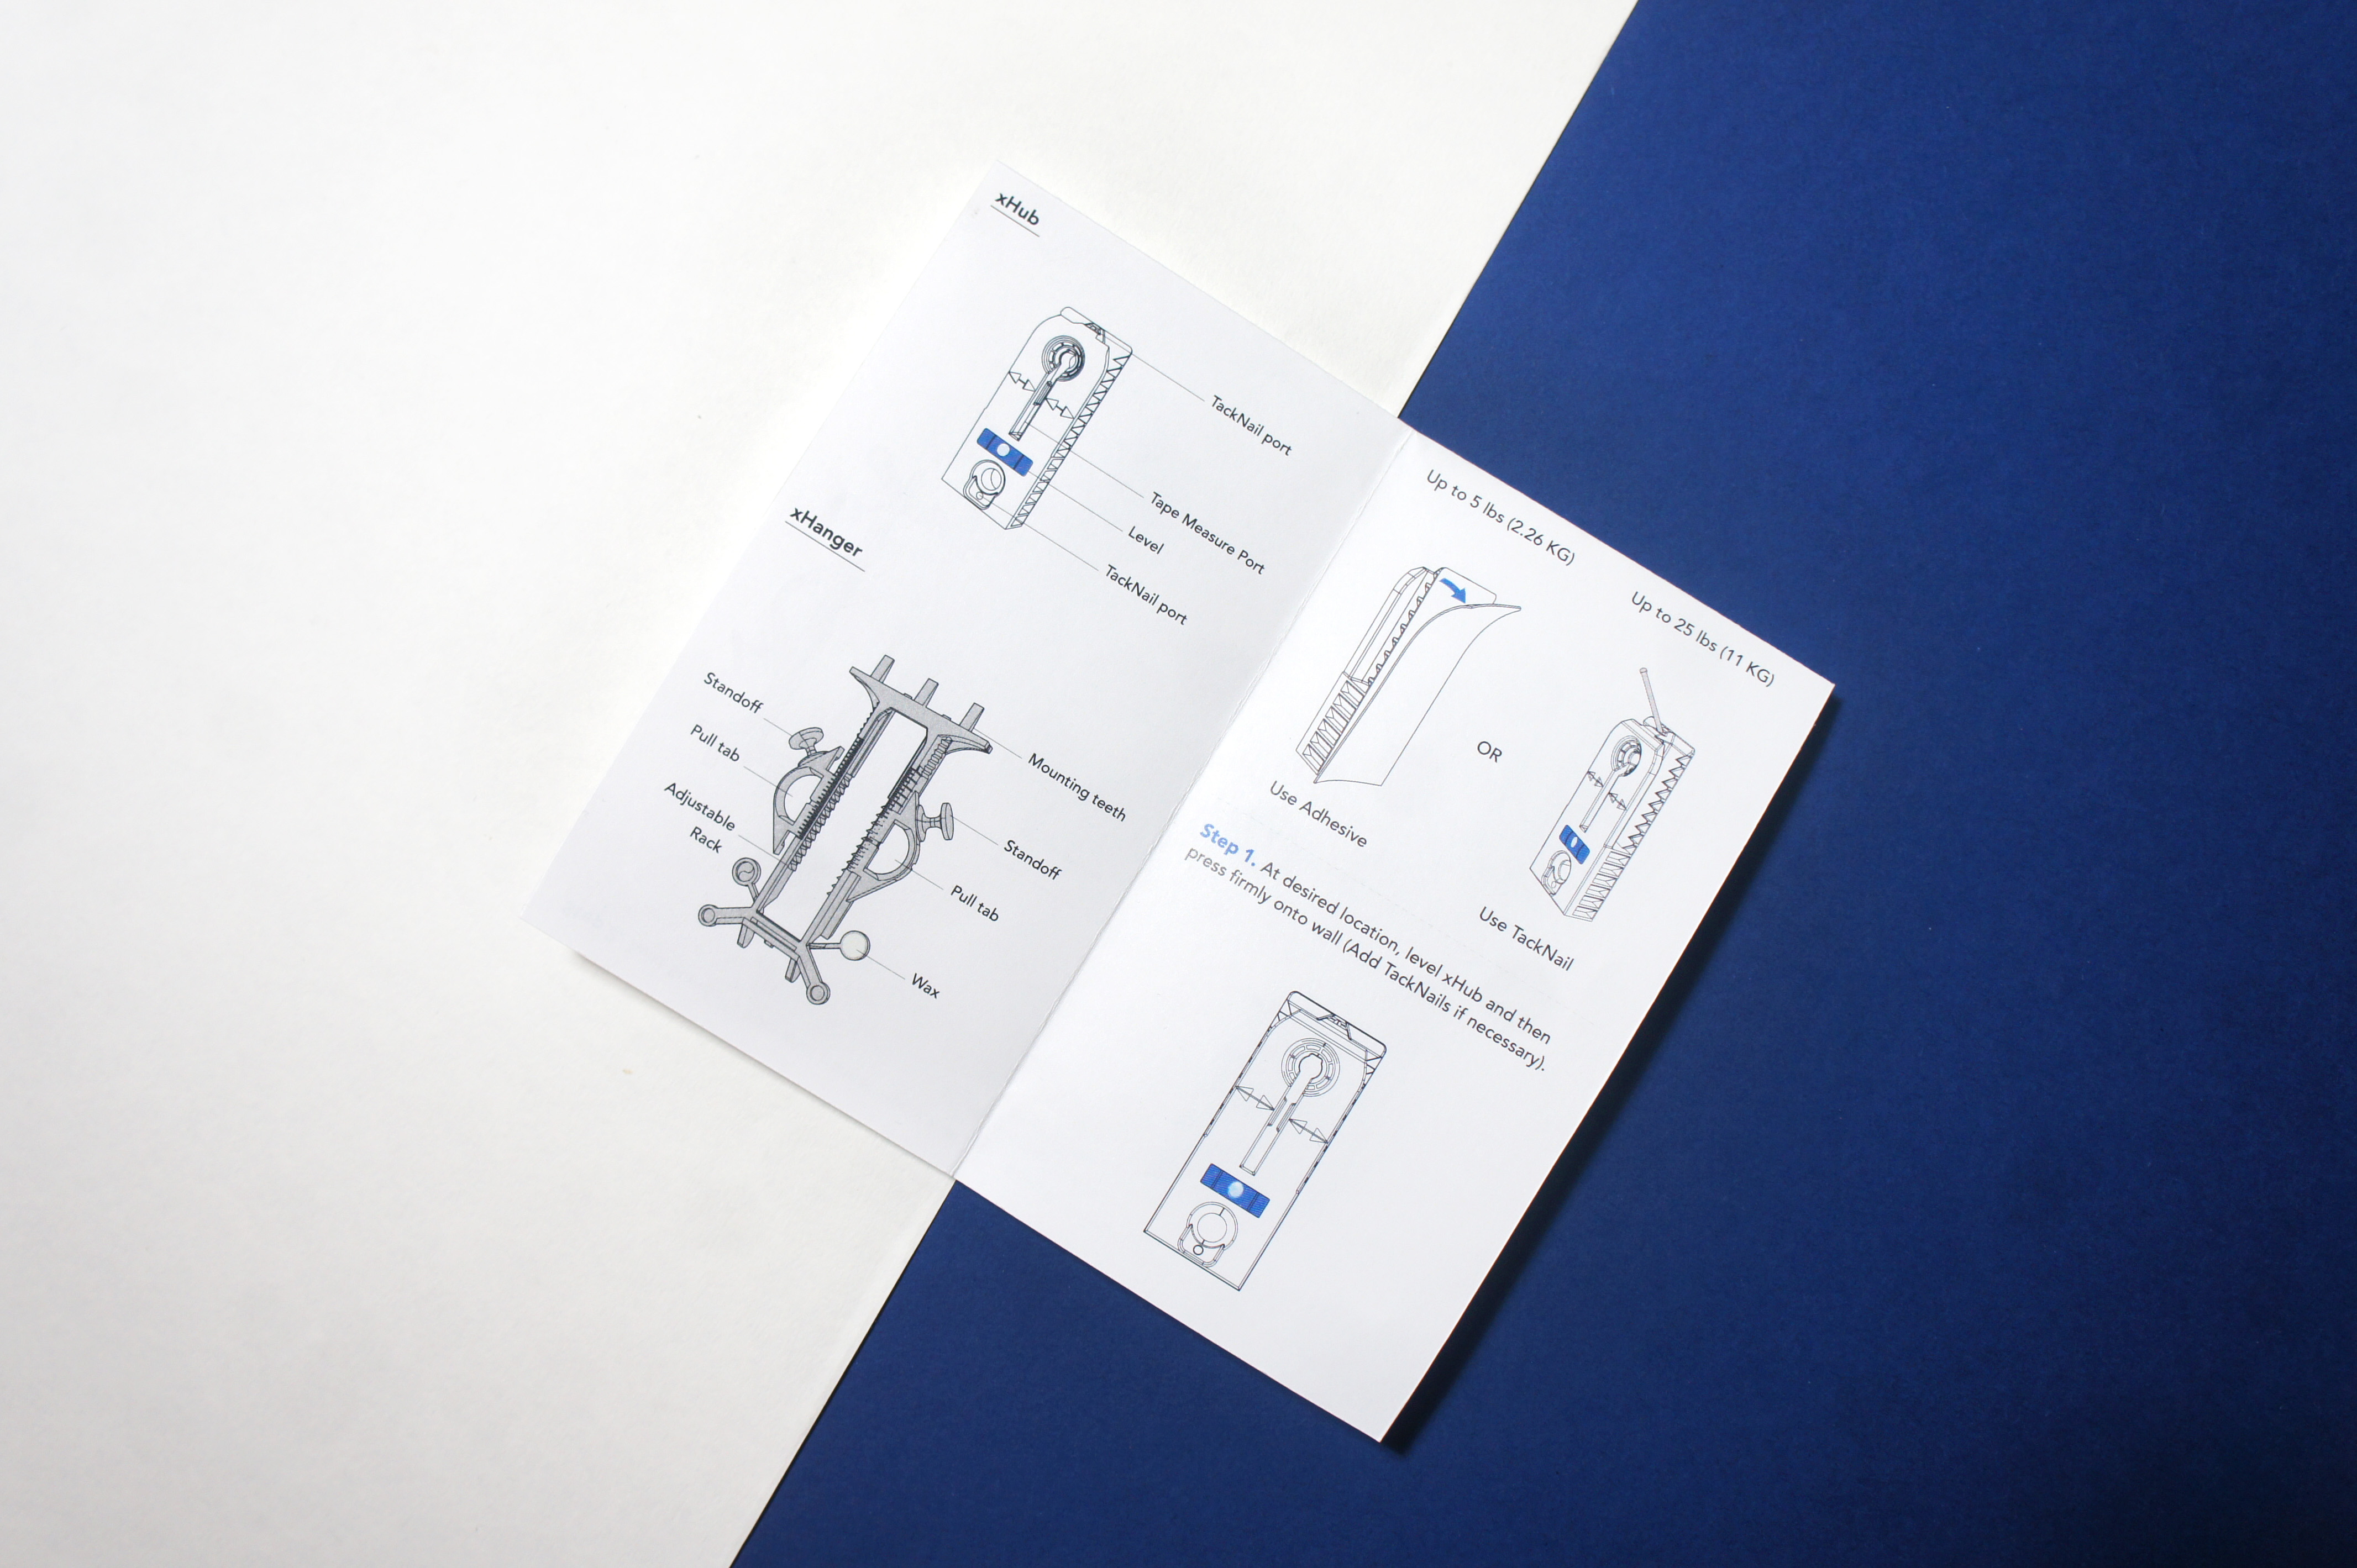 xHub
TackNail port
Tape Measure Port
Level
TackNail port
xHanger
Standoff
Pull tab
Adjustable
Rack
Mounting teeth
Standoff
Pull tab
Wax
Up to 5 lbs (2.26 KG)
Up to 25 lbs (11 KG)
OR
Use Adhesive
Use TackNail
Step 1. At desired location, level xHub and then
press firmly onto wall (Add TackNails if necessary).